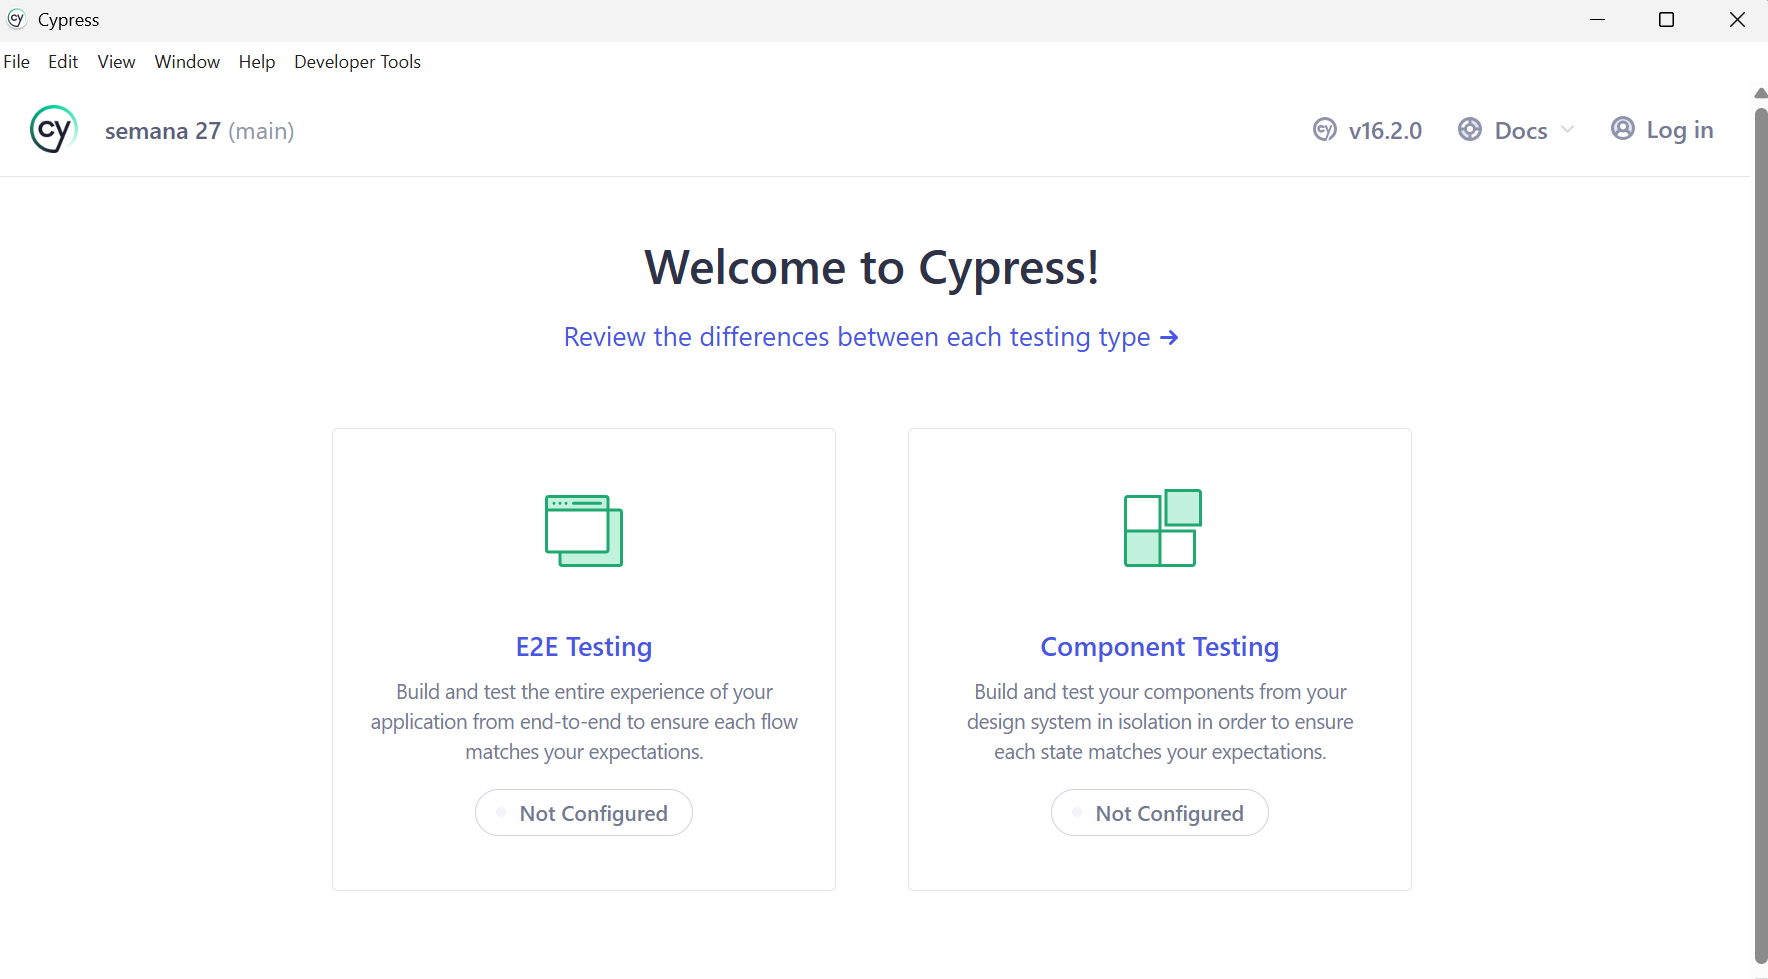 cy Cypress
File Edit View Window Help Developer Tools
cy semana 27 (main) cy v16.2.0 Docs Log in
Welcome to Cypress!
Review the differences between each testing type →
E2E Testing
Build and test the entire experience of your
application from end-to-end to ensure each flow
matches your expectations.
Not Configured
Component Testing
Build and test your components from your
design system in isolation in order to ensure
each state matches your expectations.
Not Configured